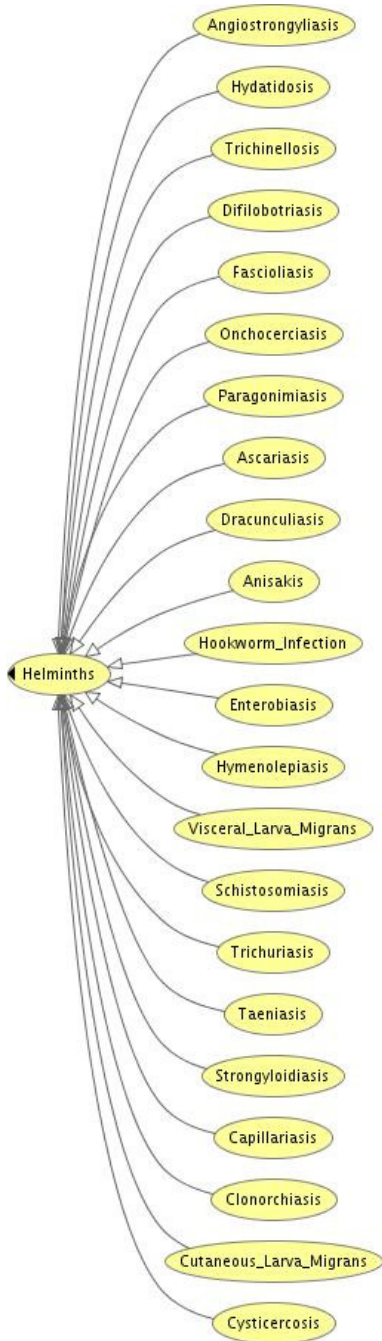 Angiostrongyliasis
Hydatidosis
Trichinellosis
Difilobotriasis
Fascioliasis
Onchocerciasis
Paragonimiasis
Ascariasis
Dracunculiasis
Anisakis
Hookworm_Infection
Helminths
Enterobiasis
Hymenolepiasis
Visceral_Larva_Migrans
Schistosomiasis
Trichuriasis
Taeniasis
Strongyloidiasis
Capillariasis
Clonorchiasis
Cutaneous_Larva_Migrans
Cysticercosis